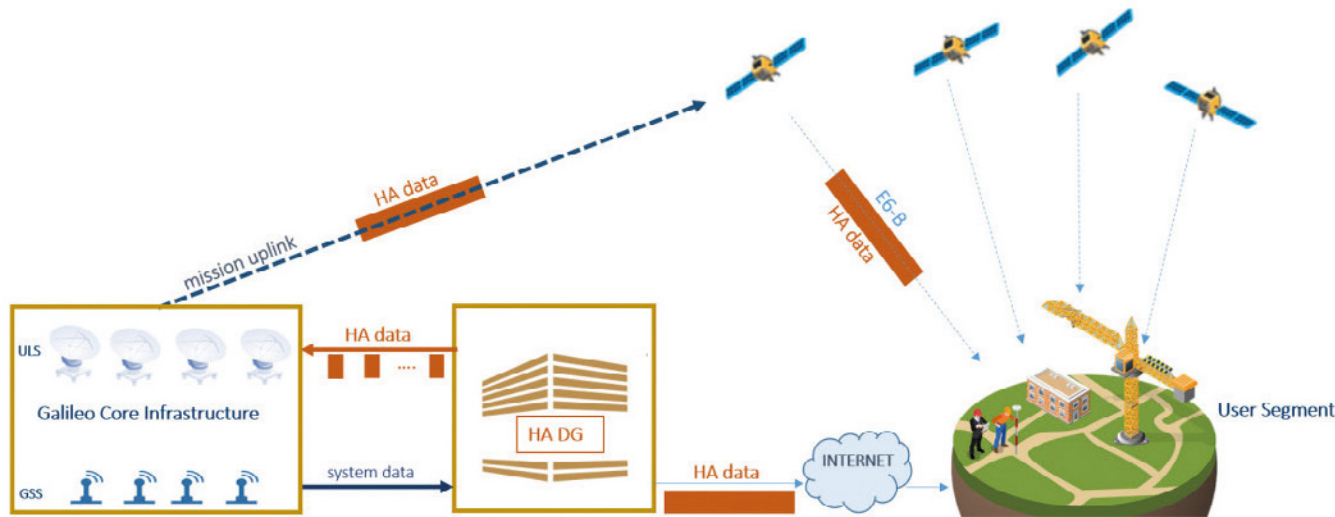 HA data
mission uplink
E6-B
HA data
ULS
HA data
....
Galileo Core Infrastructure
HA DG
User Segment
GSS
system data
HA data
INTERNET